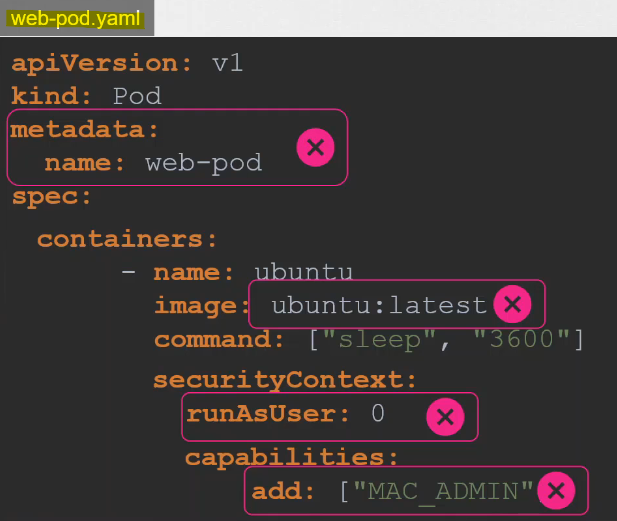 web-pod.yaml
apiVersion: v1
kind: Pod
metadata:
name: web-pod
spec:
containers:
- name: ubuntu
image: ubuntu:latest
command: ["sleep", "3600"]
securityContext:
runAsUser: 0
capabilities:
add: ["MAC_ADMIN"